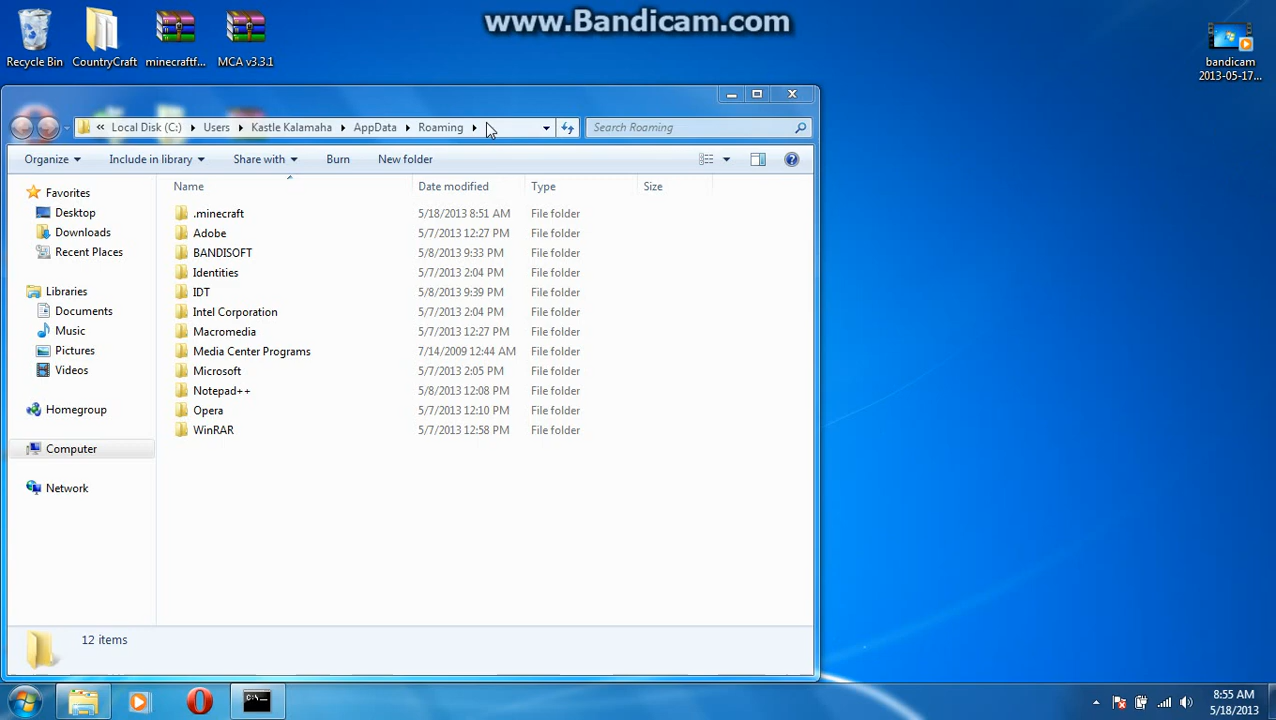 www.Bandicam.com
Recycle Bin
CountryCraft
minecraftf...
MCA v3.3.1
bandicam
2013-05-17...
« Local Disk (C:) Users Kastle Kalamaha AppData Roaming
Search Roaming
Organize Include in library Share with Burn New folder
Name Date modified Type Size
Favorites
Desktop
Downloads
Recent Places
Libraries
Documents
Music
Pictures
Videos
Homegroup
Computer
Network
.minecraft 5/18/2013 8:51 AM File folder
Adobe 5/7/2013 12:27 PM File folder
BANDISOFT 5/8/2013 9:33 PM File folder
Identities 5/7/2013 2:04 PM File folder
IDT 5/8/2013 9:39 PM File folder
Intel Corporation 5/7/2013 2:04 PM File folder
Macromedia 5/7/2013 12:27 PM File folder
Media Center Programs 7/14/2009 12:44 AM File folder
Microsoft 5/7/2013 2:05 PM File folder
Notepad++ 5/8/2013 12:08 PM File folder
Opera 5/7/2013 12:10 PM File folder
WinRAR 5/7/2013 12:58 PM File folder
12 items
C:\_
8:55 AM
5/18/2013